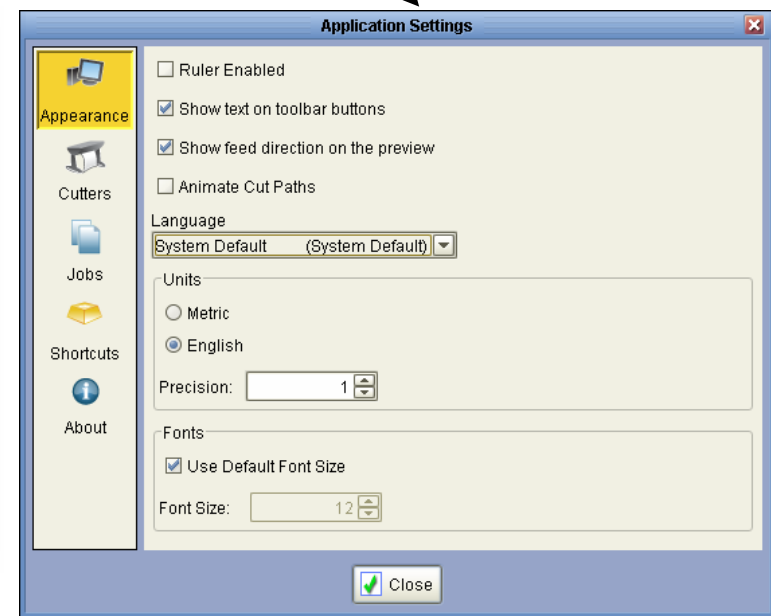 Application Settings
Appearance
Cutters
Jobs
Shortcuts
About
Ruler Enabled
Show text on toolbar buttons
Show feed direction on the preview
Animate Cut Paths
Language
System Default (System Default)
Units
Metric
English
Precision: 1
Fonts
Use Default Font Size
Font Size: 12
Close